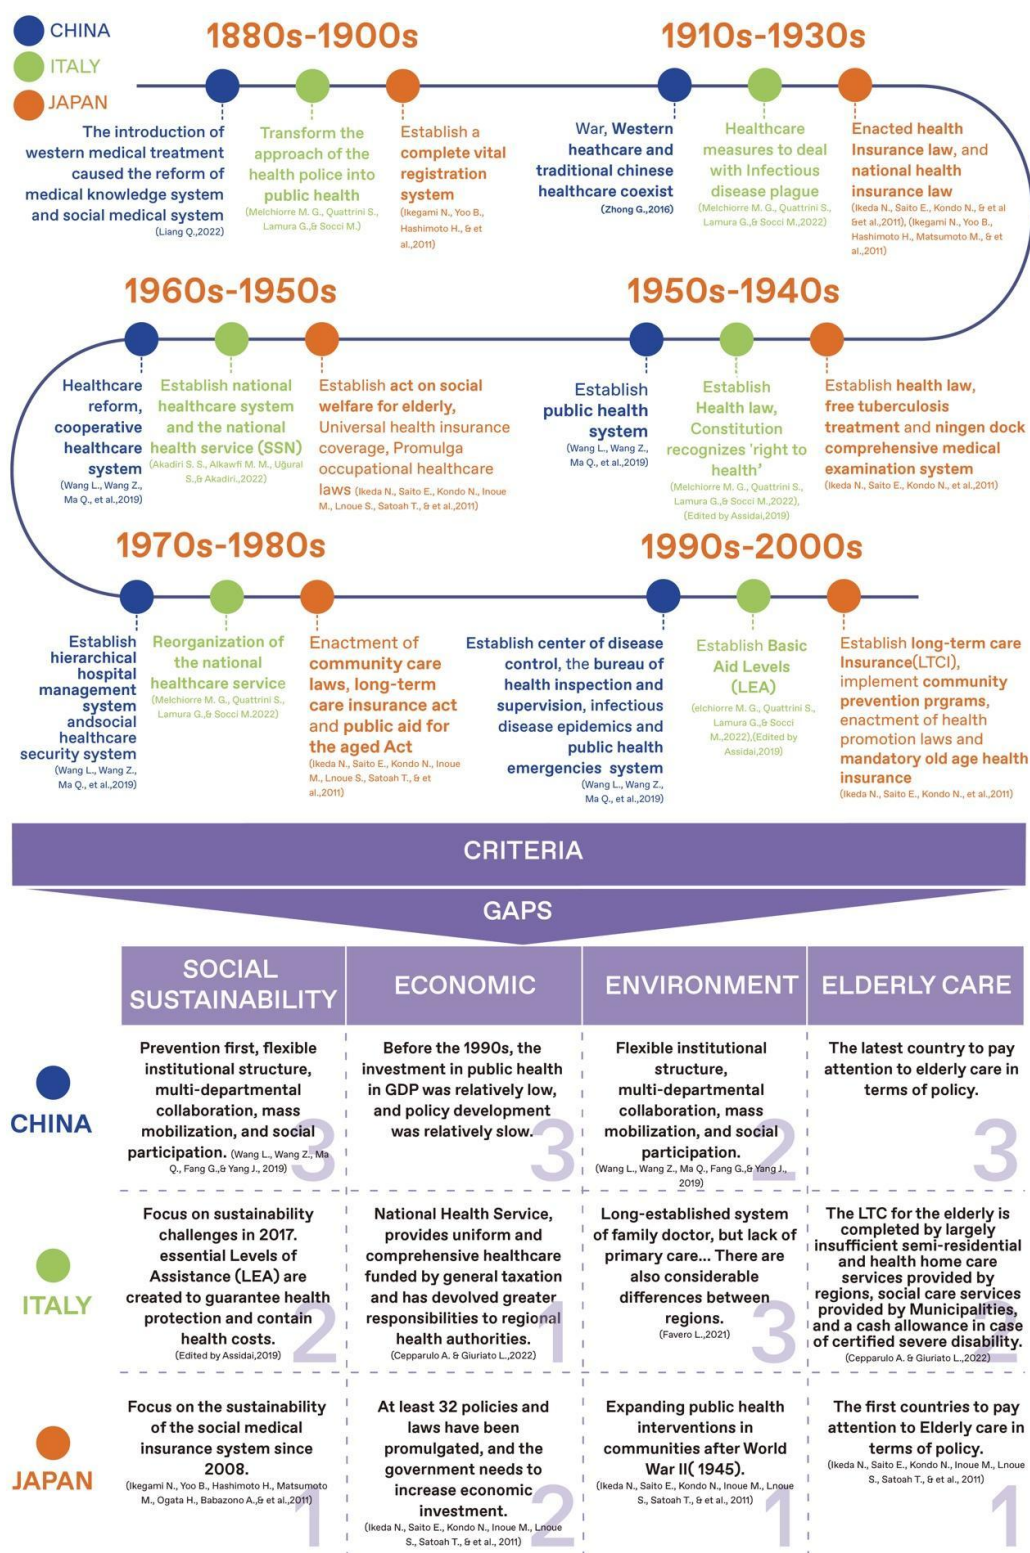 CHINA
ITALY
JAPAN
1880s-1900s
The introduction of
western medical treatment
caused the reform of
medical knowledge system
and social medical system
(Liang Q.,2022)
Transform the
approach of the
health police into
public health
(Melchiorre M. G., Quattrini S.,
Lamura G.,& Socci M.)
Establish a
complete vital
registration
system
(Ikegami N., Yoo B.,
Hashimoto H., & et
al.,2011)
1910s-1930s
War, Western
heathcare and
traditional chinese
healthcare coexist
(Zhong G.,2016)
Healthcare
measures to deal
with Infectious
disease plague
(Melchiorre M. G., Quattrini S.,
Lamura G.,& Socci M.,2022)
Enacted health
Insurance law, and
national health
insurance law
(Ikeda N., Saito E., Kondo N., & et al
&et al.,2011), (Ikegami N., Yoo B.,
Hashimoto H., Matsumoto M., & et
al.,2011)
1960s-1950s
Healthcare
reform,
cooperative
healthcare
system
(Wang L., Wang Z.,
Ma Q., et al.,2019)
Establish national
healthcare system
and the national
health service (SSN)
(Akadiri S. S., Alkawfi M. M., Uğural
S.,& Akadiri.,2022)
Establish act on social
welfare for elderly,
Universal health insurance
coverage, Promulga
occupational healthcare
laws (Ikeda N., Saito E., Kondo N., Inoue
M., Lnoue S., Satoah T., & et al.,2011)
1950s-1940s
Establish
public health
system
(Wang L., Wang Z.,
Ma Q., et al.,2019)
Establish
Health law,
Constitution
recognizes 'right to
health'
(Melchiorre M. G., Quattrini S.,
Lamura G.,& Socci M.,2022),
(Edited by Assidai,2019)
Establish health law,
free tuberculosis
treatment and ningen dock
comprehensive medical
examination system
(Ikeda N., Saito E., Kondo N., et al.,2011)
1970s-1980s
Establish
hierarchical
hospital
management
system
andsocial
healthcare
security system
(Wang L., Wang Z.,
Ma Q., et al.,2019)
Reorganization of
the national
healthcare service
(Melchiorre M. G., Quattrini S.,
Lamura G.,& Socci M.2022)
Enactment of
community care
laws, long-term
care insurance act
and public aid for
the aged Act
(Ikeda N., Saito E., Kondo N., Inoue
M., Lnoue S., Satoah T., & et
al.,2011)
1990s-2000s
Establish center of disease
control, the bureau of
health inspection and
supervision, infectious
disease epidemics and
public health
emergencies system
(Wang L., Wang Z.,
Ma Q., et al.,2019)
Establish Basic
Aid Levels
(LEA)
(elchiorre M. G., Quattrini S.,
Lamura G.,& Socci
M.,2022),(Edited by
Assidai,2019)
Establish long-term care
Insurance(LTCI),
implement community
prevention prgrams,
enactment of health
promotion laws and
mandatory old age health
insurance
(Ikeda N., Saito E., Kondo N., et al.,2011)
CRITERIA
GAPS
SOCIAL
SUSTAINABILITY
ECONOMIC
ENVIRONMENT
ELDERLY CARE
CHINA
Prevention first, flexible
institutional structure,
multi-departmental
collaboration, mass
mobilization, and social
participation. (Wang L., Wang Z., Ma
Q., Fang G.,& Yang J., 2019)
3
Before the 1990s, the
investment in public health
in GDP was relatively low,
and policy development
was relatively slow.
3
Flexible institutional
structure,
multi-departmental
collaboration, mass
mobilization, and social
participation.
(Wang L., Wang Z., Ma Q., Fang G.,& Yang J.,
2019)
2
The latest country to pay
attention to elderly care in
terms of policy.
3
ITALY
Focus on sustainability
challenges in 2017.
essential Levels of
Assistance (LEA) are
created to guarantee health
protection and contain
health costs.
(Edited by Assidai,2019)
2
National Health Service,
provides uniform and
comprehensive healthcare
funded by general taxation
and has devolved greater
responsibilities to regional
health authorities.
(Cepparulo A. & Giuriato L.,2022)
1
Long-established system
of family doctor, but lack of
primary care... There are
also considerable
differences between
regions.
(Favero L.,2021)
3
The LTC for the elderly is
completed by largely
insufficient semi-residential
and health home care
services provided by
regions, social care services
provided by Municipalities,
and a cash allowance in case
of certified severe disability.
(Cepparulo A. & Giuriato L.,2022)
2
JAPAN
Focus on the sustainability
of the social medical
insurance system since
2008.
(Ikegami N., Yoo B., Hashimoto H., Matsumoto
M., Ogata H., Babazono A.,& et al.,2011)
1
At least 32 policies and
laws have been
promulgated, and the
government needs to
increase economic
investment.
(Ikeda N., Saito E., Kondo N., Inoue M., Lnoue
S., Satoah T., & et al., 2011)
2
Expanding public health
interventions in
communities after World
War II( 1945).
(Ikeda N., Saito E., Kondo N., Inoue M., Lnoue
S., Satoah T., & et al., 2011)
1
The first countries to pay
attention to Elderly care in
terms of policy.
(Ikeda N., Saito E., Kondo N., Inoue M., Lnoue
S., Satoah T., & et al., 2011)
1